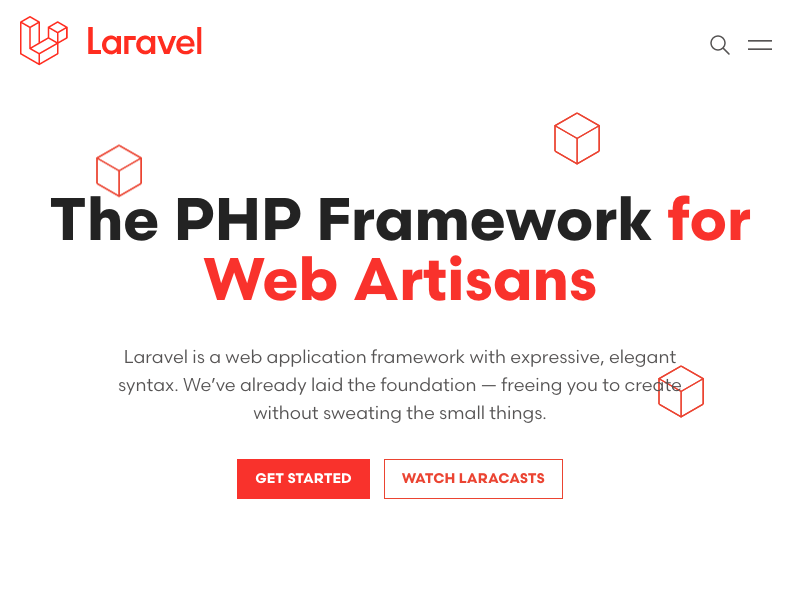 Laravel
The PHP Framework for
Web Artisans
Laravel is a web application framework with expressive, elegant
syntax. We’ve already laid the foundation — freeing you to create
without sweating the small things.
GET STARTED
WATCH LARACASTS